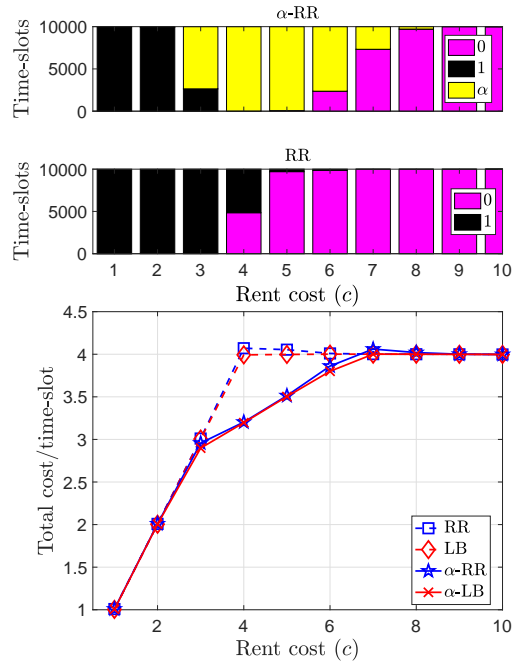 α-RR
Time-slots
10000
5000
0
0
1
α
RR
Time-slots
10000
5000
0
0
1
1 2 3 4 5 6 7 8 9 10
Rent cost (c)
Total cost/time-slot
4.5
4
3.5
3
2.5
2
1.5
1
RR
LB
α-RR
α-LB
2 4 6 8 10
Rent cost (c)